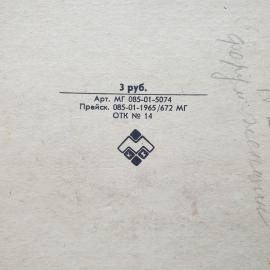 3 руб.
Арт. МГ 085-01-5074
Прейск. 085-01-1965/672 МГ
ОТК № 14